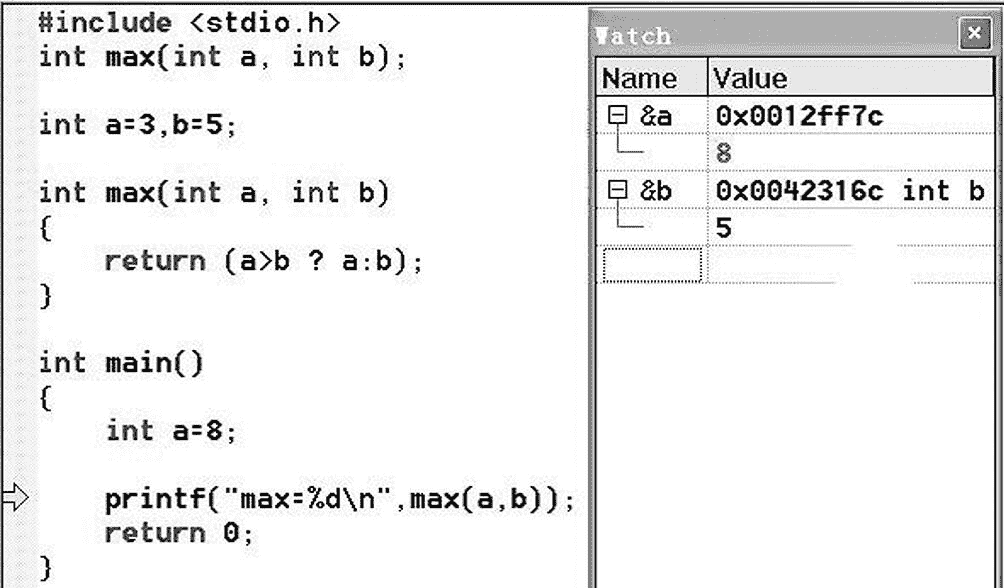 #include <stdio.h>
int max(int a, int b);
int a=3,b=5;
int max(int a, int b)
{
return (a>b ? a:b);
}
int main()
{
int a=8;
printf("max=%d\n",max(a,b));
return 0;
}
Watch
Name Value
&a 0x0012ff7c
8
&b 0x0042316c int b
5